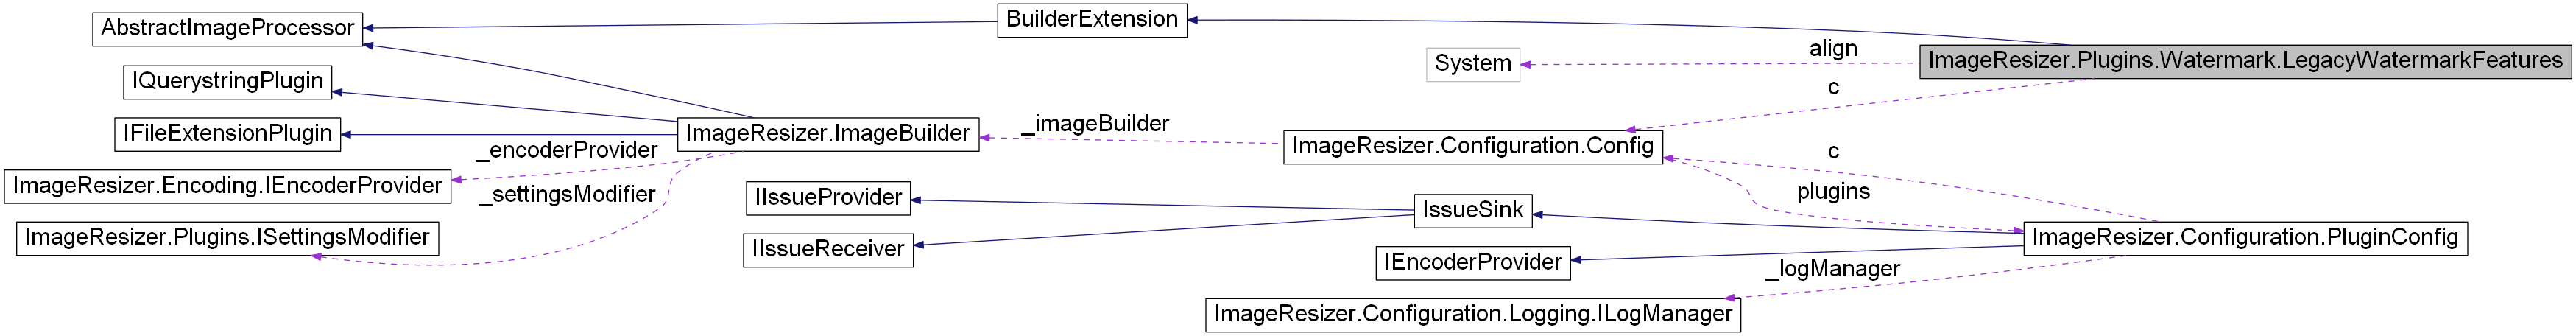 AbstractImageProcessor
BuilderExtension
align
System
ImageResizer.Plugins.Watermark.LegacyWatermarkFeatures
IQuerystringPlugin
c
IFileExtensionPlugin
ImageResizer.ImageBuilder
_imageBuilder
ImageResizer.Configuration.Config
_encoderProvider
c
ImageResizer.Encoding.IEncoderProvider
_settingsModifier
IIssueProvider
plugins
IssueSink
ImageResizer.Plugins.ISettingsModifier
IIssueReceiver
ImageResizer.Configuration.PluginConfig
IEncoderProvider
_logManager
ImageResizer.Configuration.Logging.ILogManager